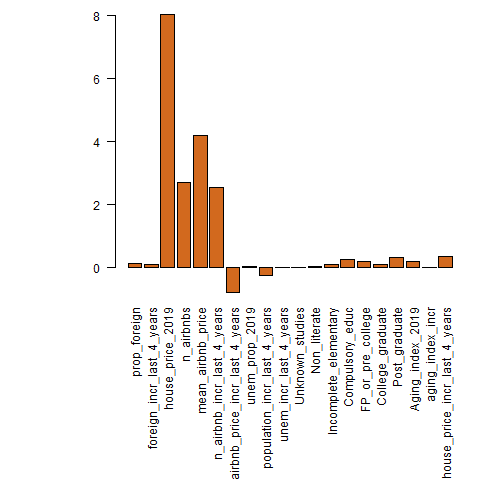 8
6
4
2
0
prop_foreign
foreign_incr_last_4_years
house_price_2019
n_airbnbs
mean_airbnb_price
n_airbnb_incr_last_4_years
airbnb_price_incr_last_4_years
unem_prop_2019
population_incr_last_4_years
unem_incr_last_4_years
Unknown_studies
Non_literate
Incomplete_elementary
Compulsory_educ
FP_or_pre_college
College_graduate
Post_graduate
Aging_index_2019
aging_index_incr
house_price_incr_last_4_years